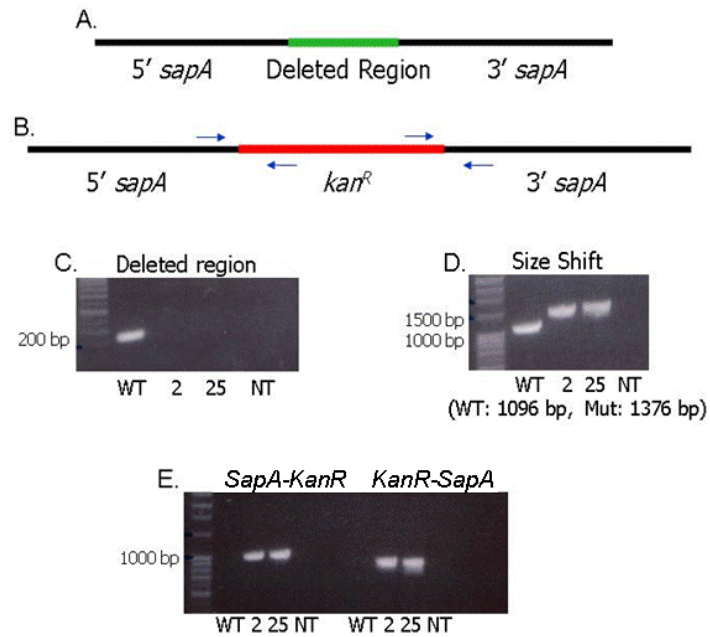 A.
5′ sapA Deleted Region 3′ sapA
B.
5′ sapA kanR 3′ sapA
C. Deleted region
200 bp
WT 2 25 NT
D. Size Shift
1500 bp
1000 bp
WT 2 25 NT
(WT: 1096 bp, Mut: 1376 bp)
E. SapA-KanR KanR-SapA
1000 bp
WT 2 25 NT WT 2 25 NT